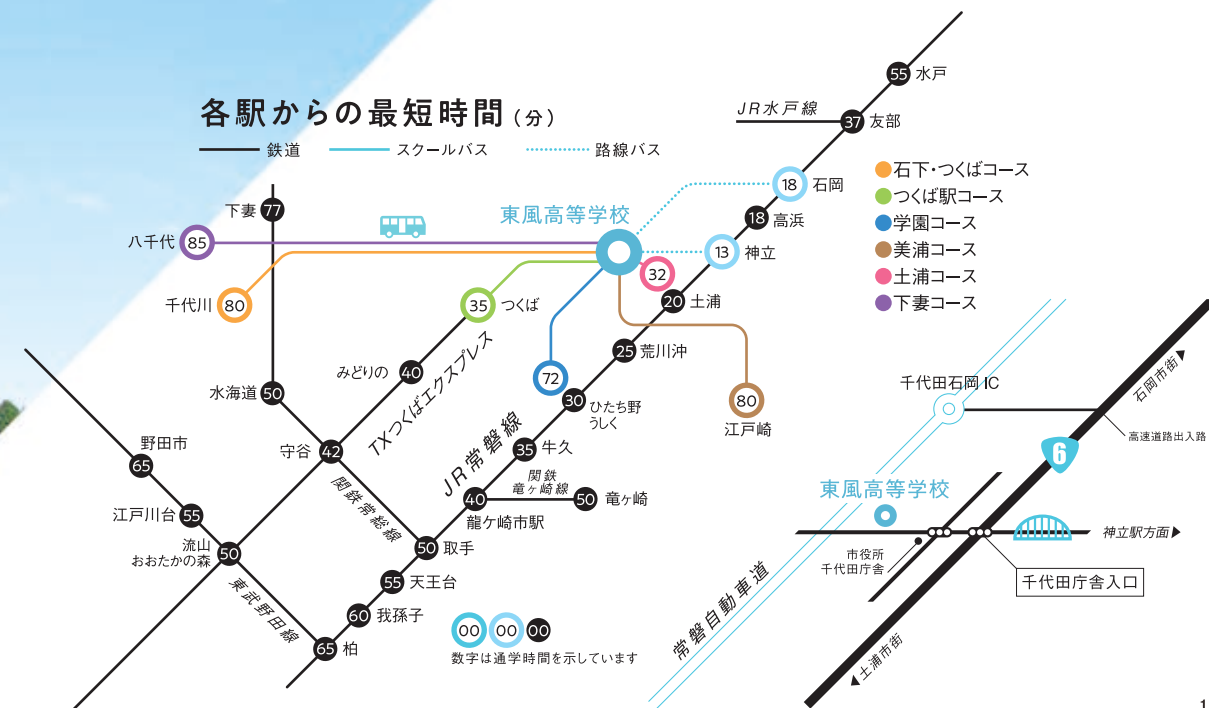 各駅からの最短時間(分)
鉄道
スクールバス
路線バス
55 水戸
JR水戸線
37 友部
18 石岡
18 高浜
13 神立
32
20 土浦
25 荒川沖
30 ひたち野
うしく
35 牛久
関鉄
竜ヶ崎線
40
龍ケ崎市駅
50 竜ヶ崎
50 取手
55 天王台
60 我孫子
65 柏
JR常磐線
東風高等学校
下妻 77
八千代 85
千代川 80
35 つくば
みどりの 40
TXつくばエクスプレス
水海道 50
守谷 42
関鉄常総線
72
80
江戸崎
野田市
65
江戸川台 55
流山
おおたかの森 50
東武野田線
石下・つくばコース
つくば駅コース
学園コース
美浦コース
土浦コース
下妻コース
00 00 00
数字は通学時間を示しています
千代田石岡 IC
石岡市街
高速道路出入路
6
東風高等学校
神立駅方面
市役所
千代田庁舎
千代田庁舎入口
常磐自動車道
土浦市街
1